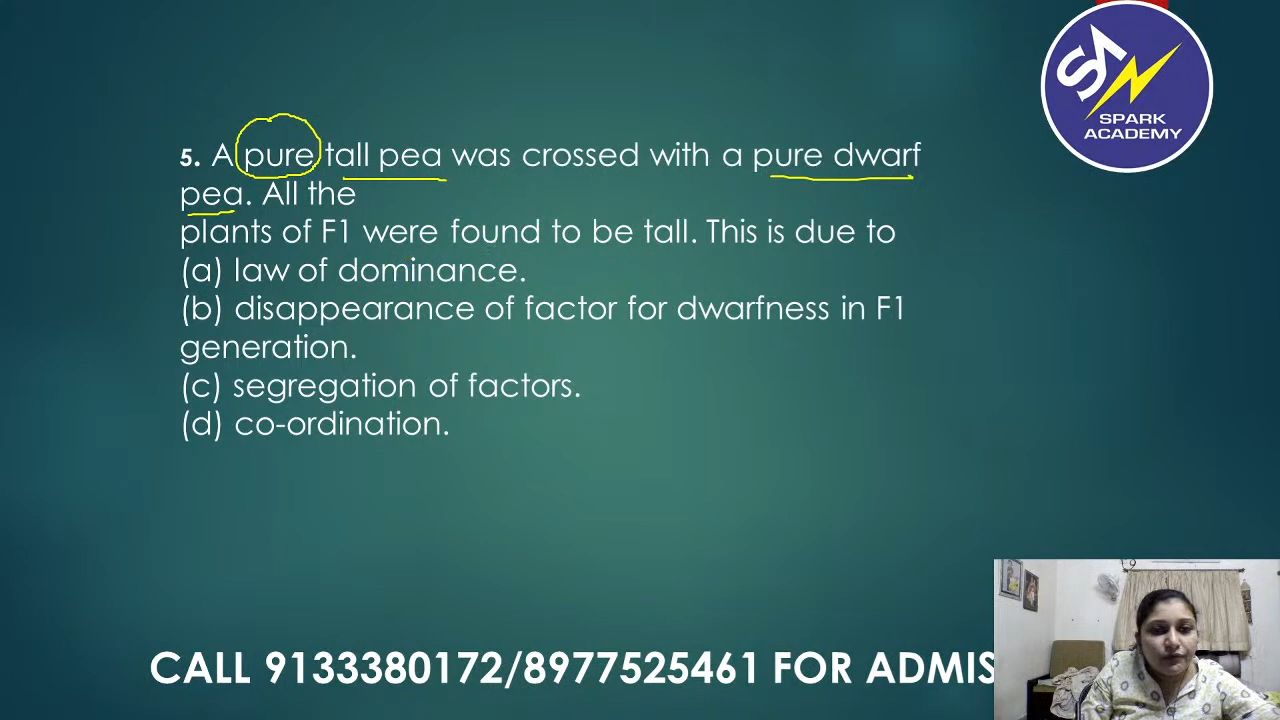 SPARK
ACADEMY
5. A pure tall pea was crossed with a pure dwarf
pea. All the
plants of F1 were found to be tall. This is due to
(a) law of dominance.
(b) disappearance of factor for dwarfness in F1
generation.
(c) segregation of factors.
(d) co-ordination.
CALL 9133380172/8977525461 FOR ADMIS